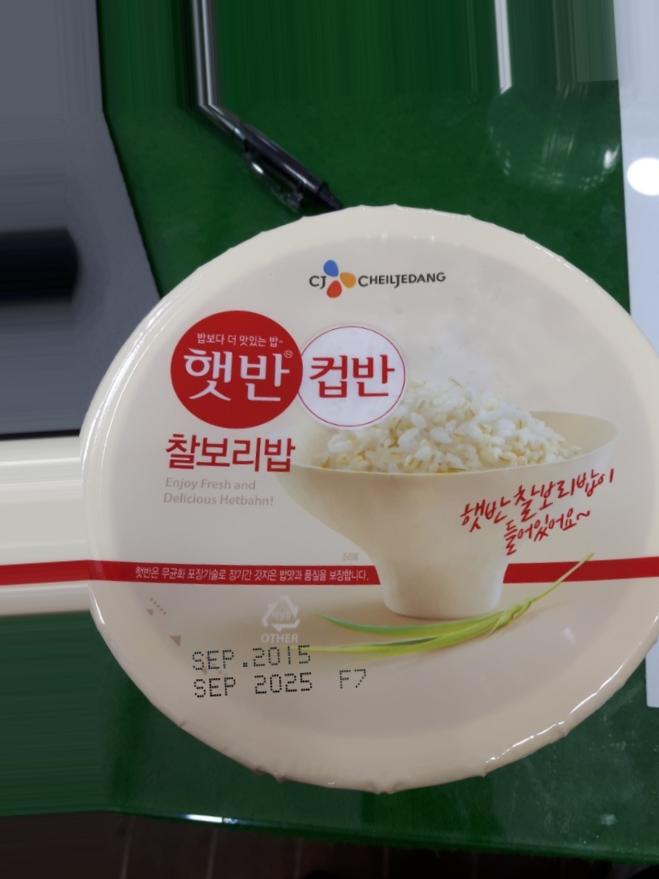 CJ CHEILJEDANG
밥보다 더 맛있는 밥~
햇반® 컵반
찰보리밥
Enjoy Fresh and
Delicious Hetbahn!
햇반 찰보리밥이
들어있어요~
햇반은 무균화 포장기술로 장기간 갓지은 밥맛과 품질을 보장합니다.
OTHER
SEP.2015
SEP 2025 F7